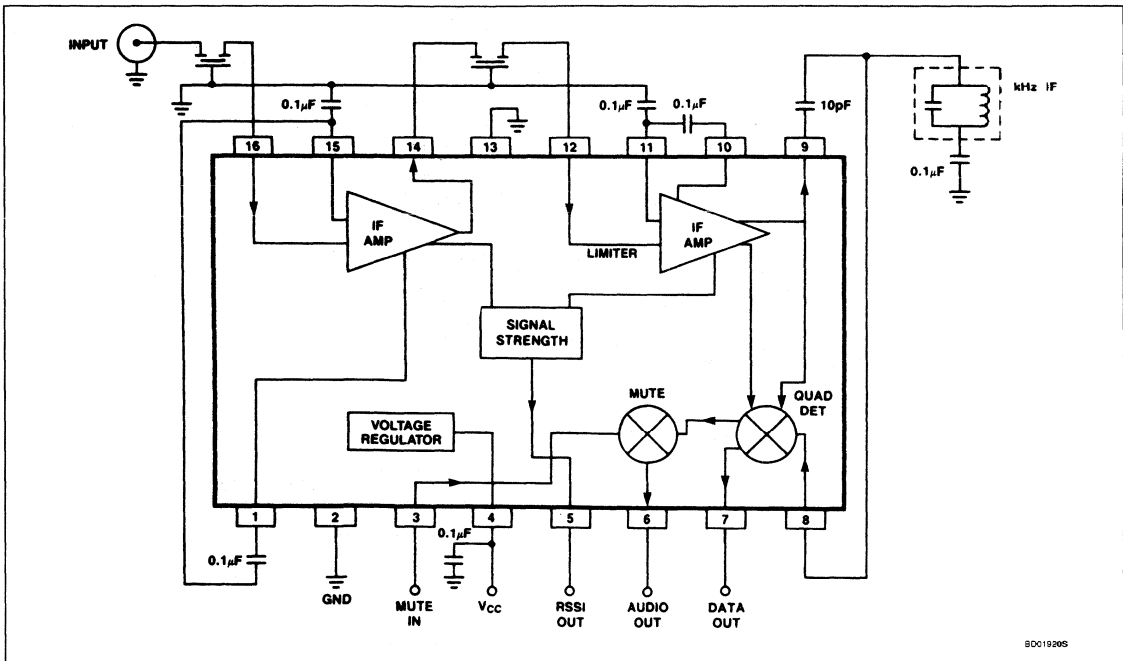 INPUT
0.1μF
0.1μF
0.1μF
10pF
kHz IF
0.1μF
16
15
14
13
12
11
10
9
IF
AMP
LIMITER
IF
AMP
SIGNAL
STRENGTH
MUTE
QUAD
DET
VOLTAGE
REGULATOR
1
2
3
4
5
6
7
8
0.1μF
0.1μF
GND
MUTE
IN
VCC
RSSI
OUT
AUDIO
OUT
DATA
OUT
BD01920S